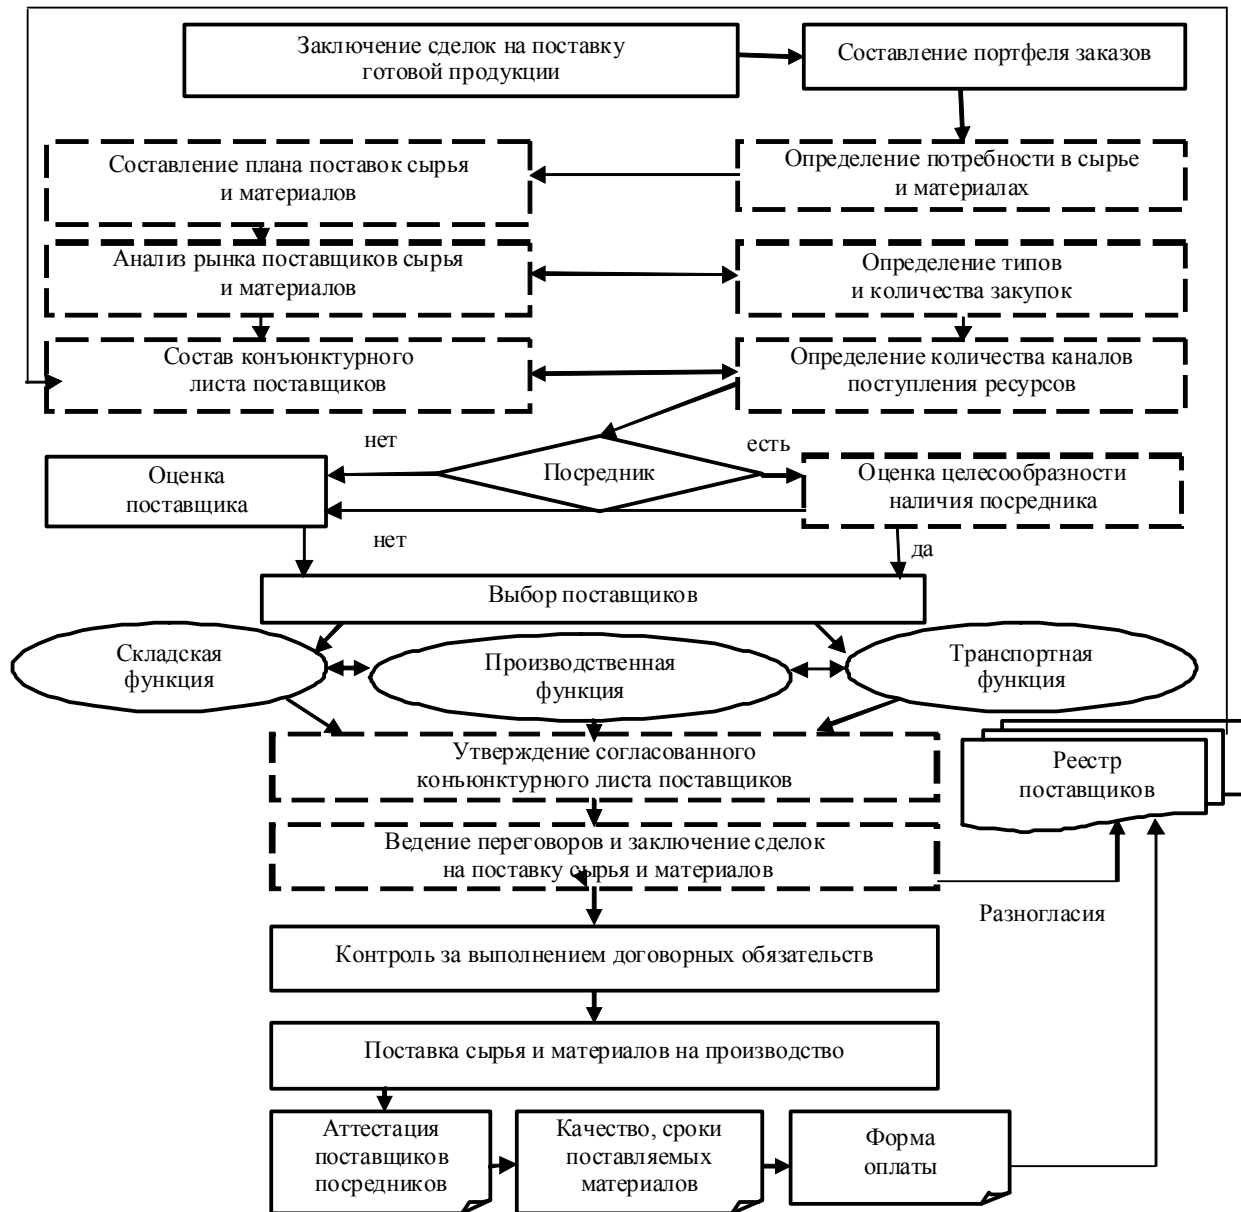 Заключение сделок на поставку
готовой продукции
Составление портфеля заказов
Составление плана поставок сырья
и материалов
Определение потребности в сырье
и материалах
Анализ рынка поставщиков сырья
и материалов
Определение типов
и количества закупок
Состав конъюнктурного
листа поставщиков
Определение количества каналов
поступления ресурсов
нет
есть
Оценка
поставщика
Посредник
Оценка целесообразности
наличия посредника
нет
да
Выбор поставщиков
Складская
функция
Производственная
функция
Транспортная
функция
Утверждение согласованного
конъюнктурного листа поставщиков
Реестр
поставщиков
Ведение переговоров и заключение сделок
на поставку сырья и материалов
Разногласия
Контроль за выполнением договорных обязательств
Поставка сырья и материалов на производство
Аттестация
поставщиков
посредников
Качество, сроки
поставляемых
материалов
Форма
оплаты